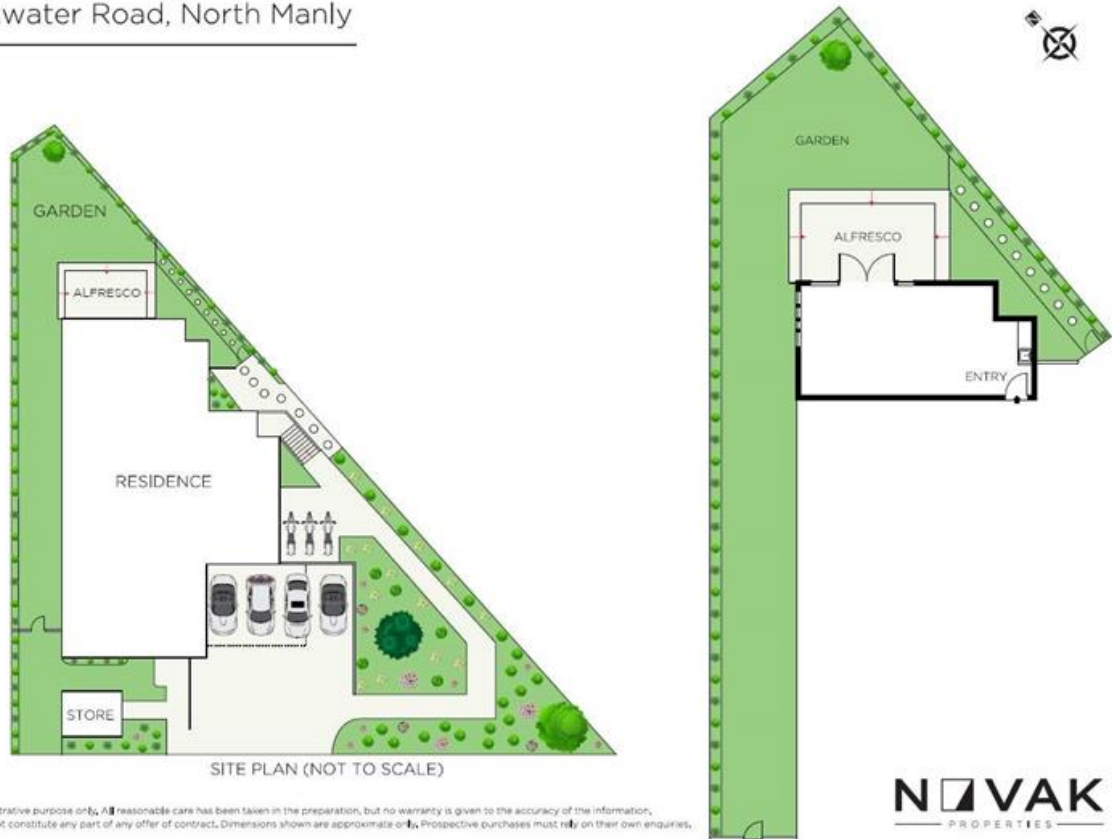 water Road, North Manly
GARDEN
ALFRESCO
RESIDENCE
STORE
SITE PLAN (NOT TO SCALE)
GARDEN
ALFRESCO
ENTRY
N
trative purpose only, All reasonable care has been taken in the preparation, but no warranty is given to the accuracy of the information,
ot constitute any part of any offer of contract. Dimensions shown are approximate only. Prospective purchases must rely on their own enquiries.
NOVAK
PROPERTIES